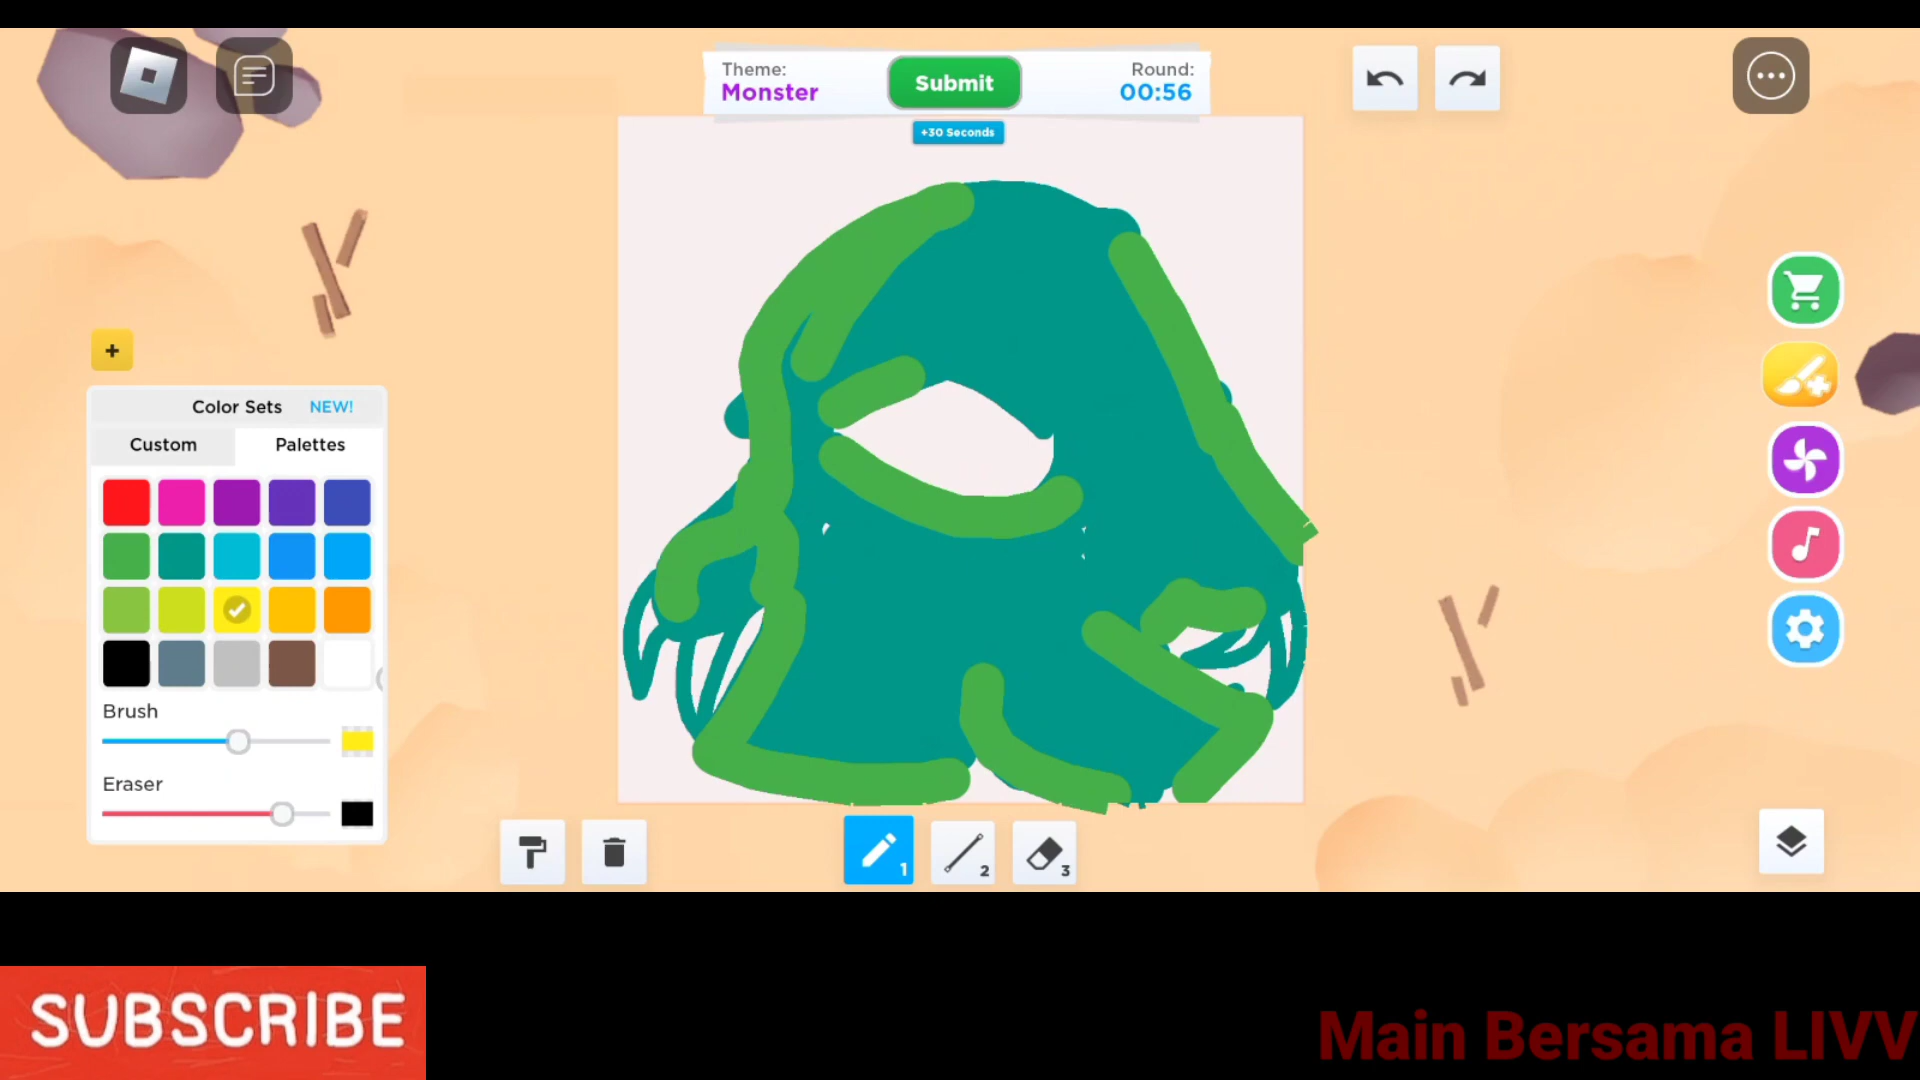 Theme:
Monster
Submit
Round:
00:56
+30 Seconds
+
Color Sets NEW!
Custom Palettes
Brush
Eraser
1
2
3
SUBSCRIBE
Main Bersama LIVV